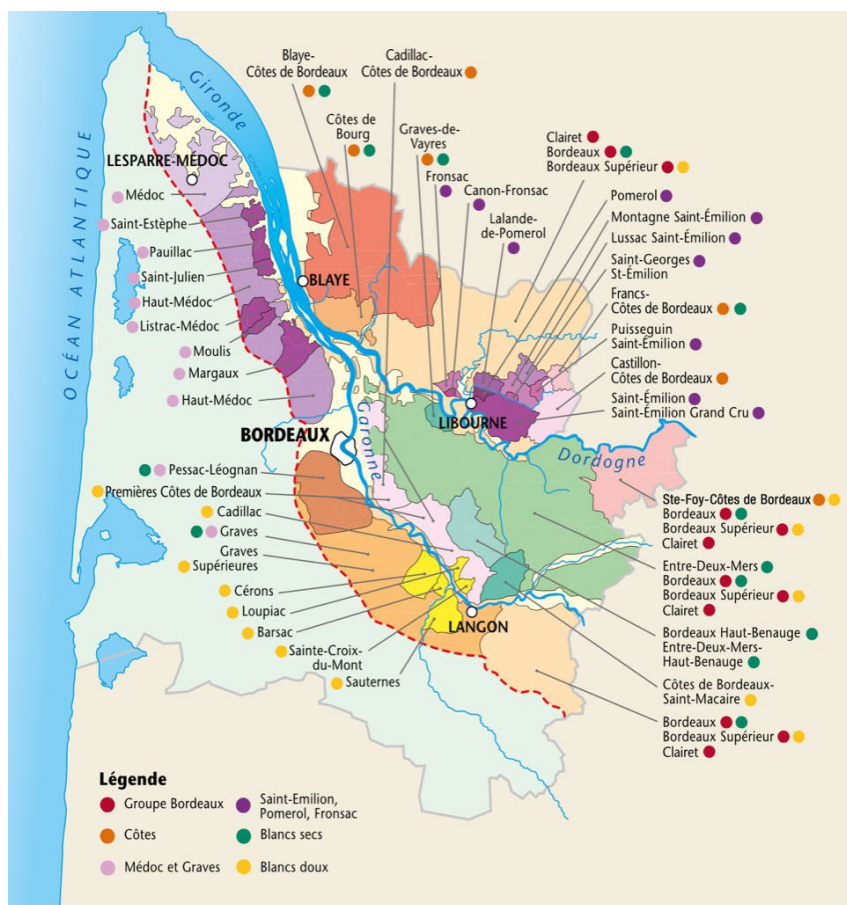 Blaye-
Côtes de Bordeaux
Cadillac-
Côtes de Bordeaux
Gironde
Côtes de
Bourg
Graves-de-
Vayres
Fronsac
Canon-Fronsac
Lalande-
de-Pomerol
Clairet
Bordeaux
Bordeaux Supérieur
Pomerol
Montagne Saint-Émilion
Lussac Saint-Émilion
Saint-Georges
St-Émilion
Francs-
Côtes de Bordeaux
Puisseguin
Saint-Émilion
Castillon-
Côtes de Bordeaux
Saint-Émilion
Saint-Émilion Grand Cru
OCÉAN ATLANTIQUE
LESPARRE-MÉDOC
Médoc
Saint-Estèphe
Pauillac
Saint-Julien
Haut-Médoc
Listrac-Médoc
Moulis
Margaux
Haut-Médoc
BLAYE
LIBOURNE
BORDEAUX
Garonne
Dordogne
Pessac-Léognan
Premières Côtes de Bordeaux
Cadillac
Graves
Graves
Supérieures
Cérons
Loupiac
Barsac
Sainte-Croix-
du-Mont
Sauternes
LANGON
Ste-Foy-Côtes de Bordeaux
Bordeaux
Bordeaux Supérieur
Clairet
Entre-Deux-Mers
Bordeaux
Bordeaux Supérieur
Clairet
Bordeaux Haut-Benauge
Entre-Deux-Mers-
Haut-Benauge
Côtes de Bordeaux-
Saint-Macaire
Bordeaux
Bordeaux Supérieur
Clairet
Légende
Groupe Bordeaux
Côtes
Médoc et Graves
Saint-Emilion,
Pomerol, Fronsac
Blancs secs
Blancs doux